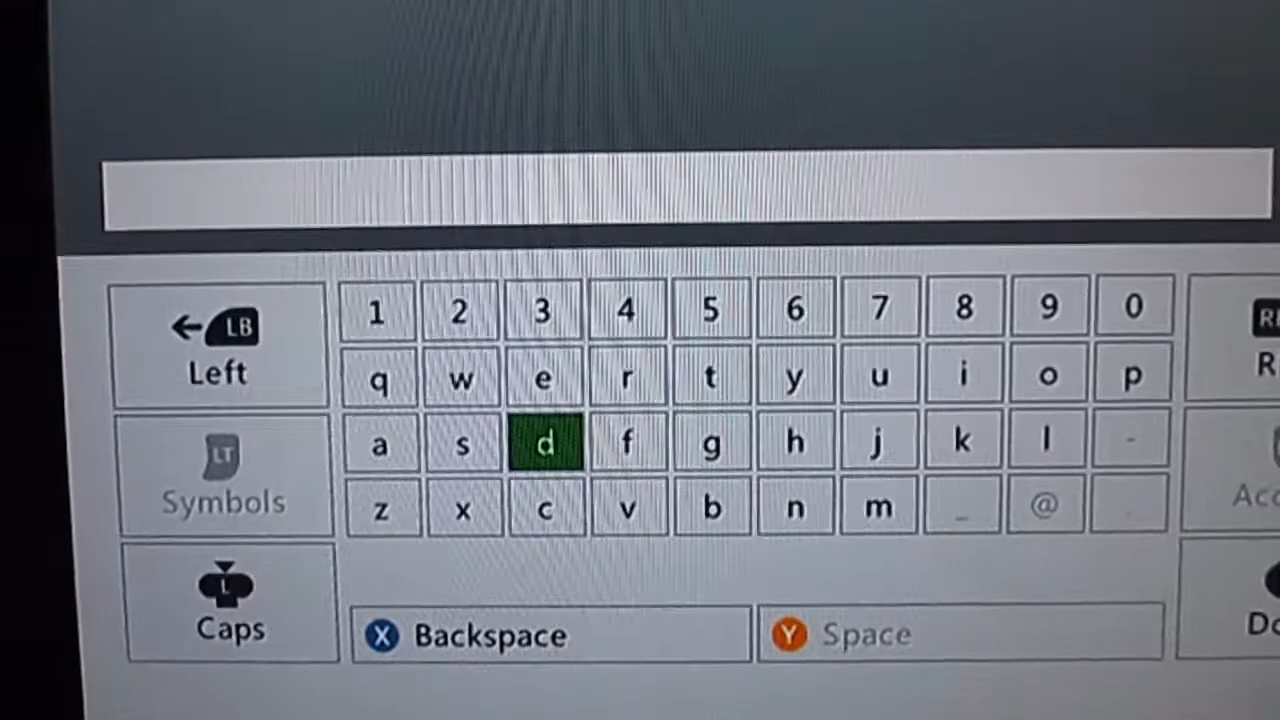 LB
Left
1 2 3 4 5 6 7 8 9 0
q w e r t y u i o p
LT
Symbols
a s d f g h j k l -
z x c v b n m _ @ .
L
Caps
X Backspace
Y Space